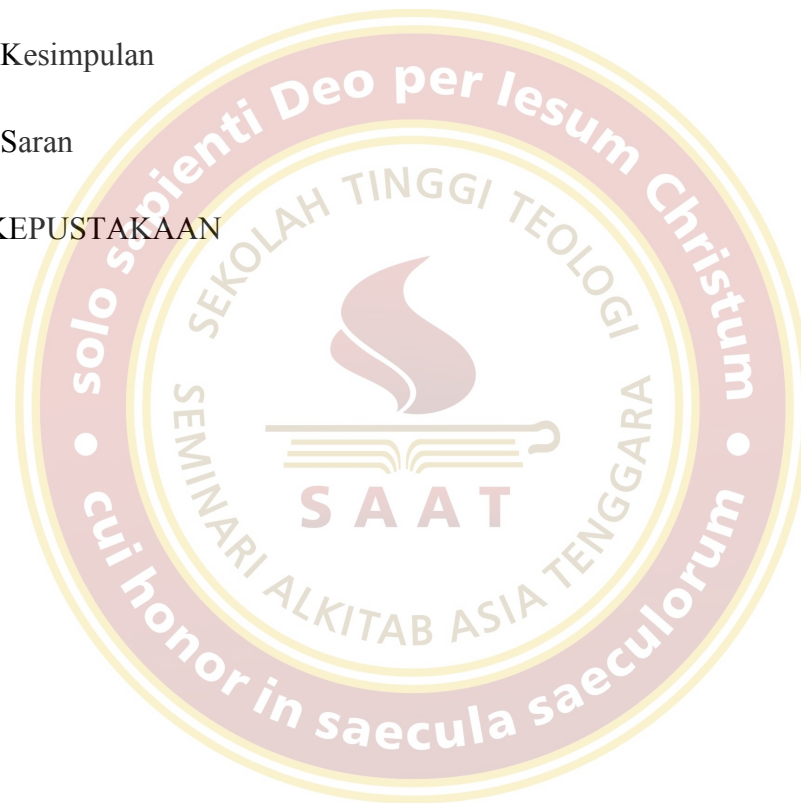 Kesimpulan
Saran
KEPUSTAKAAN
solo sapienti Deo per Iesum Christum
SEKOLAH TINGGI TEOLOGI
SAAT
SEMINARI ALKITAB ASIA TENGGARA
cui honor in saecula saeculorum